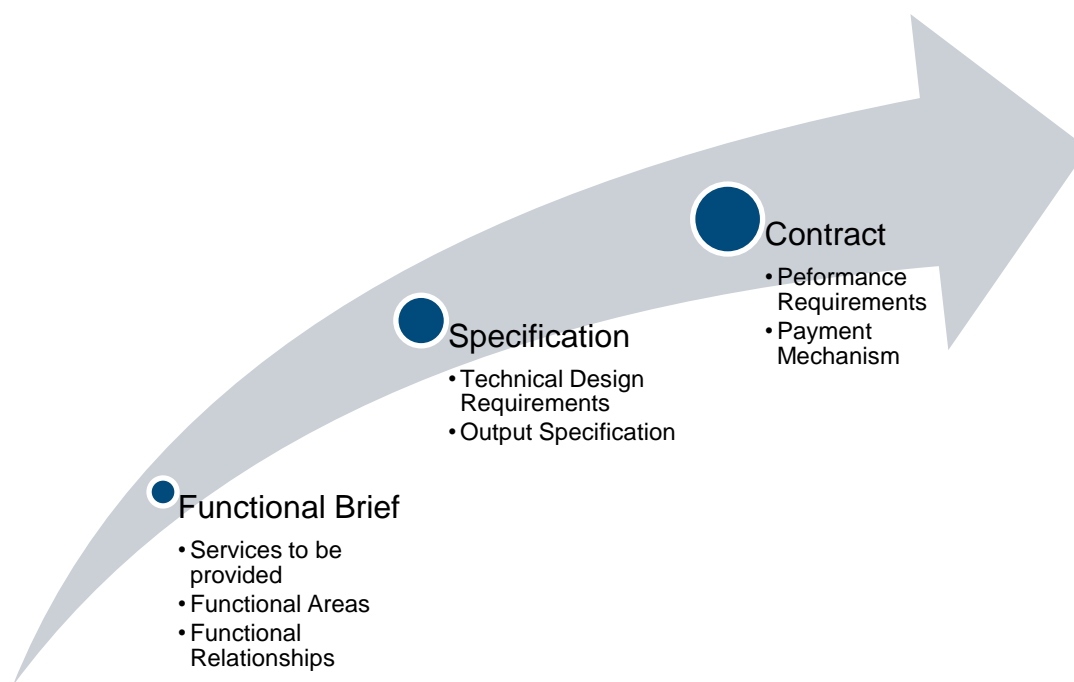 Contract
• Peformance
Requirements
• Payment
Mechanism
Specification
• Technical Design
Requirements
• Output Specification
Functional Brief
• Services to be
provided
• Functional Areas
• Functional
Relationships